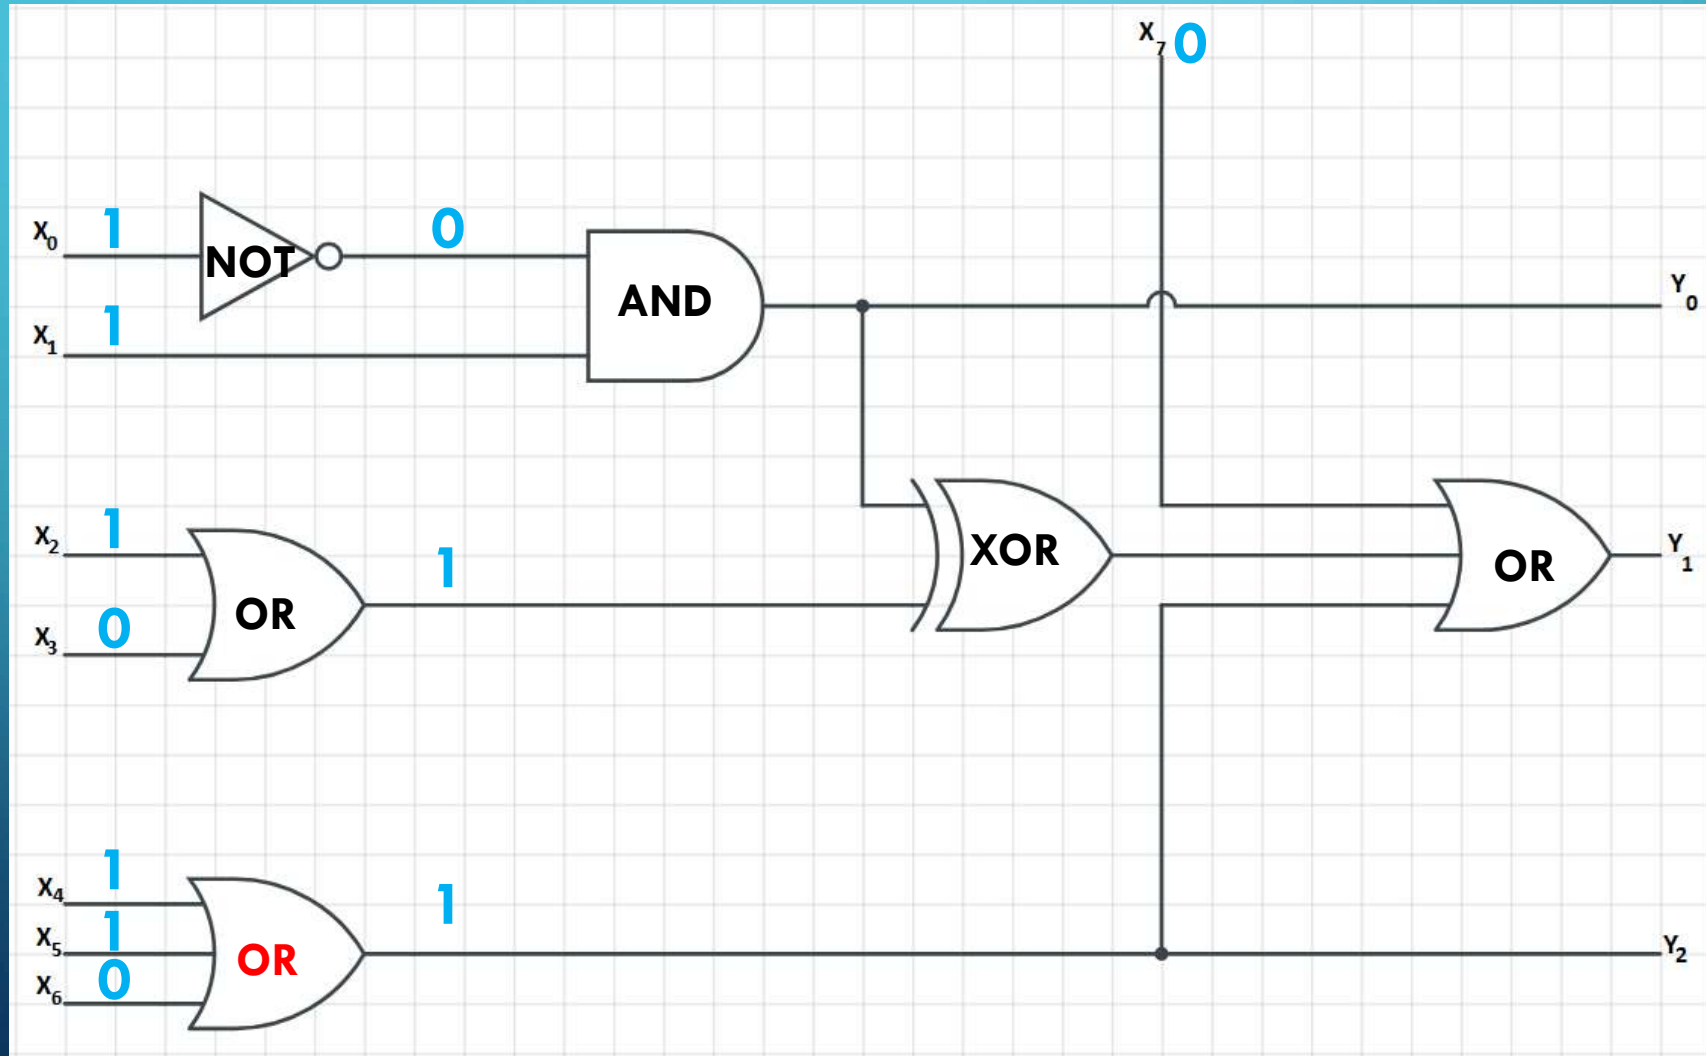 X7 0
X0 1 NOT 0
AND
Y0
X1 1
X2 1
OR 1
X3 0
XOR
OR
Y1
X4 1
X5 1
OR 1
X6 0
Y2